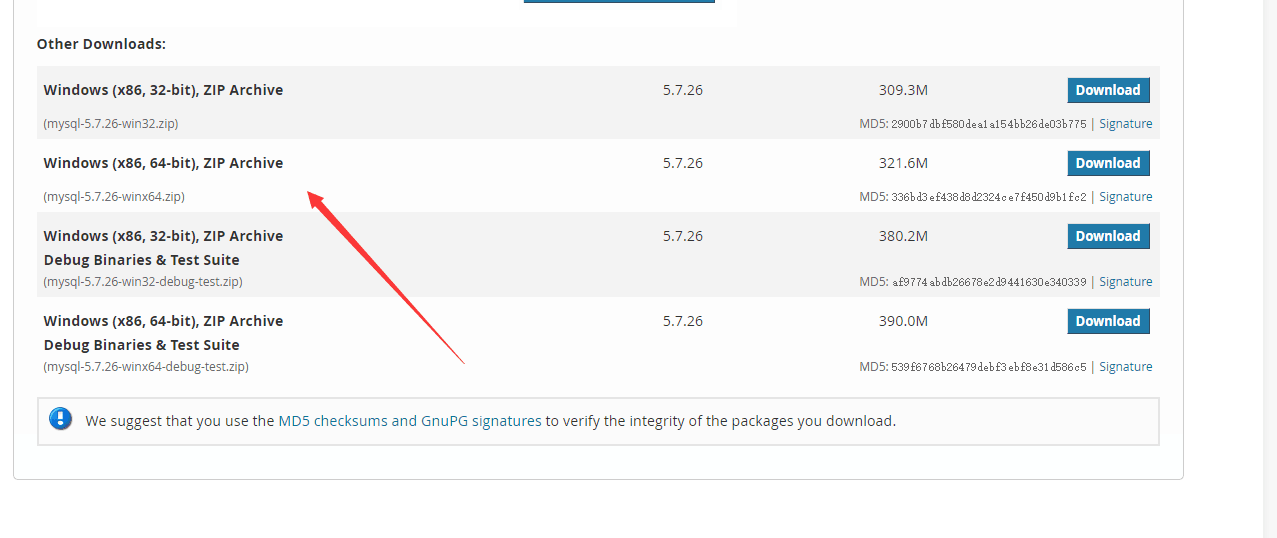 Other Downloads:
Windows (x86, 32-bit), ZIP Archive 5.7.26 309.3M Download
(mysql-5.7.26-win32.zip) MD5: 2900b7dbf580dea1a154bb26de03b775 | Signature
Windows (x86, 64-bit), ZIP Archive 5.7.26 321.6M Download
(mysql-5.7.26-winx64.zip) MD5: 336bd3ef438d8d2324ce7f450d9b1fc2 | Signature
Windows (x86, 32-bit), ZIP Archive 5.7.26 380.2M Download
Debug Binaries & Test Suite
(mysql-5.7.26-win32-debug-test.zip) MD5: af9774abdb26678e2d9441630e340339 | Signature
Windows (x86, 64-bit), ZIP Archive 5.7.26 390.0M Download
Debug Binaries & Test Suite
(mysql-5.7.26-winx64-debug-test.zip) MD5: 539f6768b26479debf3ebf8e31d586c5 | Signature
We suggest that you use the MD5 checksums and GnuPG signatures to verify the integrity of the packages you download.